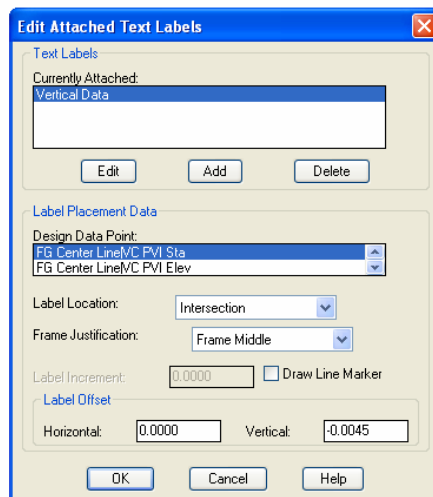 Edit Attached Text Labels
Text Labels
Currently Attached:
Vertical Data
Edit Add Delete
Label Placement Data
Design Data Point:
FG Center Line|VC PVI Sta
FG Center Line|VC PVI Elev
Label Location: Intersection
Frame Justification: Frame Middle
Label Increment: 0.0000 Draw Line Marker
Label Offset
Horizontal: 0.0000 Vertical: -0.0045
OK Cancel Help